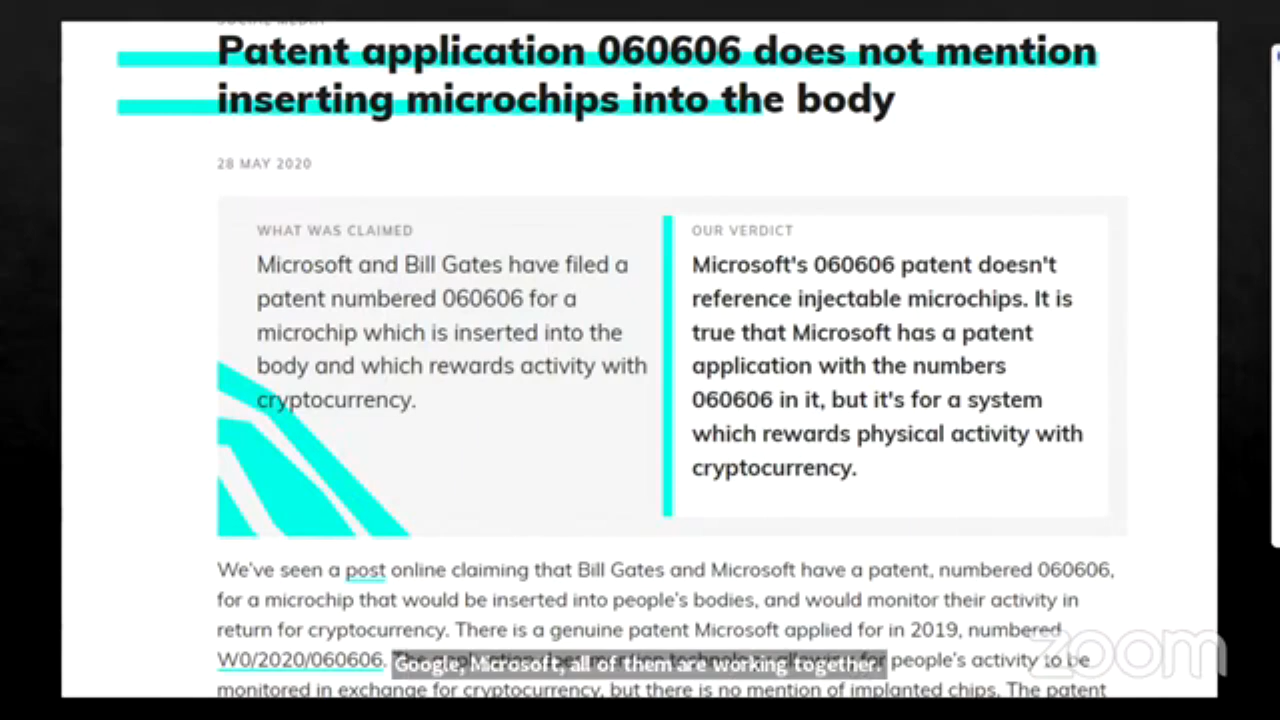 SOCIAL MEDIA
Patent application 060606 does not mention
inserting microchips into the body
28 MAY 2020
WHAT WAS CLAIMED
Microsoft and Bill Gates have filed a
patent numbered 060606 for a
microchip which is inserted into the
body and which rewards activity with
cryptocurrency.
OUR VERDICT
Microsoft's 060606 patent doesn't
reference injectable microchips. It is
true that Microsoft has a patent
application with the numbers
060606 in it, but it's for a system
which rewards physical activity with
cryptocurrency.
We've seen a post online claiming that Bill Gates and Microsoft have a patent, numbered 060606,
for a microchip that would be inserted into people's bodies, and would monitor their activity in
return for cryptocurrency. There is a genuine patent Microsoft applied for in 2019, numbered
W0/2020/060606. for people's activity to be
Google, Microsoft, all of them are working together.
monitored in exchange for cryptocurrency, but there is no mention of implanted chips. The patent
zoom